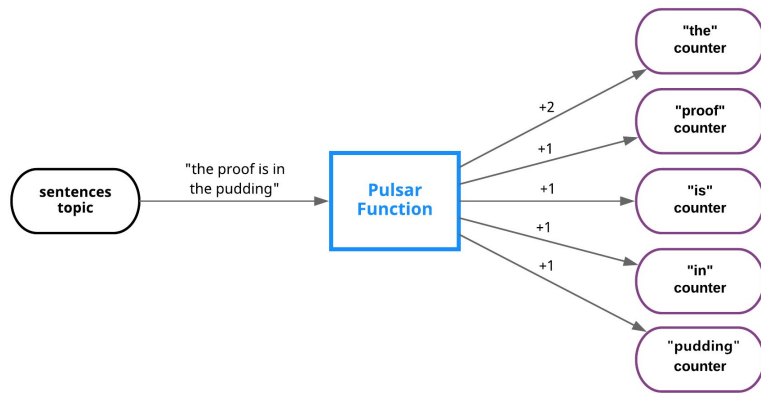 sentences
topic
"the proof is in
the pudding"
Pulsar
Function
+2
+1
+1
+1
+1
"the"
counter
"proof"
counter
"is"
counter
"in"
counter
"pudding"
counter